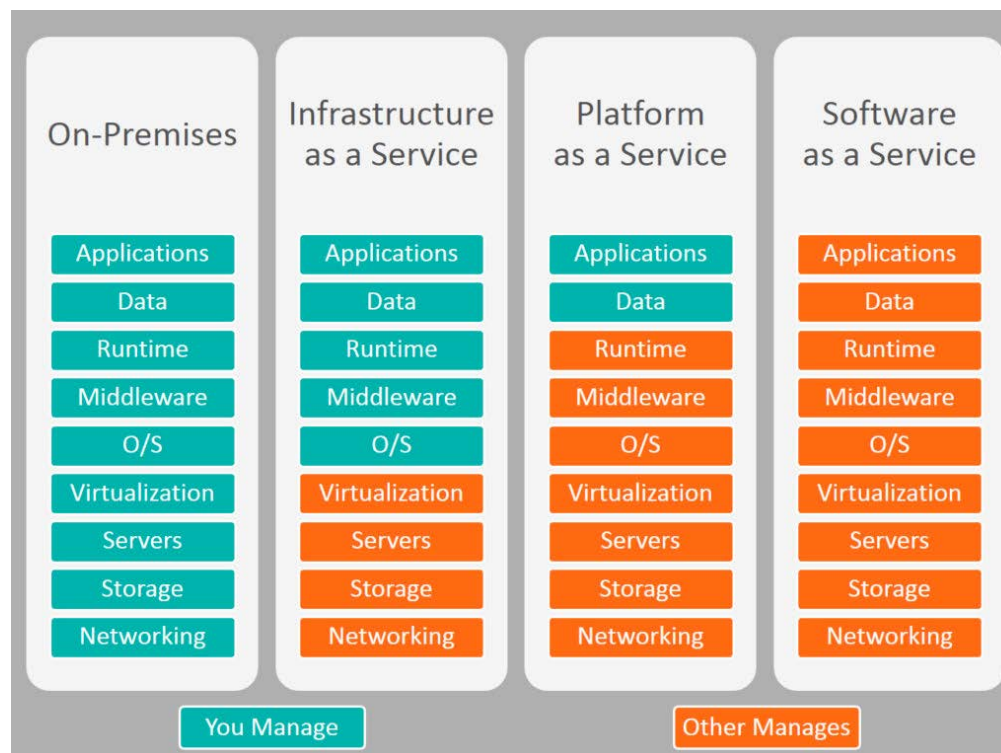 On-Premises
Applications
Data
Runtime
Middleware
O/S
Virtualization
Servers
Storage
Networking
Infrastructure
as a Service
Applications
Data
Runtime
Middleware
O/S
Virtualization
Servers
Storage
Networking
Platform
as a Service
Applications
Data
Runtime
Middleware
O/S
Virtualization
Servers
Storage
Networking
Software
as a Service
Applications
Data
Runtime
Middleware
O/S
Virtualization
Servers
Storage
Networking
You Manage
Other Manages